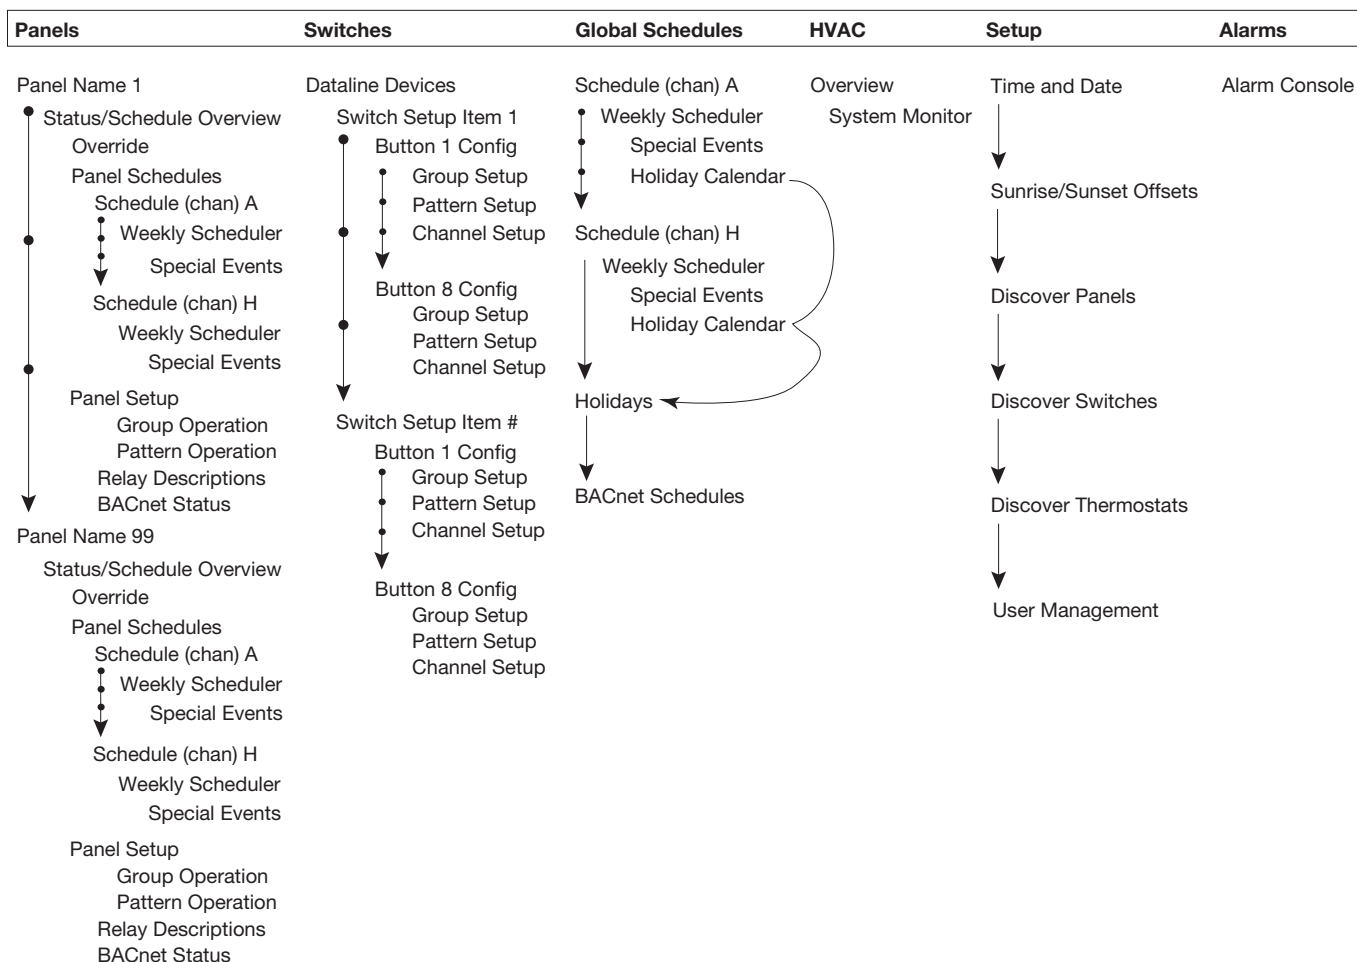 Panels
Switches
Global Schedules
HVAC
Setup
Alarms
Panel Name 1
Status/Schedule Overview
Override
Panel Schedules
Schedule (chan) A
Weekly Scheduler
Special Events
Schedule (chan) H
Weekly Scheduler
Special Events
Panel Setup
Group Operation
Pattern Operation
Relay Descriptions
BACnet Status
Panel Name 99
Status/Schedule Overview
Override
Panel Schedules
Schedule (chan) A
Weekly Scheduler
Special Events
Schedule (chan) H
Weekly Scheduler
Special Events
Panel Setup
Group Operation
Pattern Operation
Relay Descriptions
BACnet Status
Dataline Devices
Switch Setup Item 1
Button 1 Config
Group Setup
Pattern Setup
Channel Setup
Button 8 Config
Group Setup
Pattern Setup
Channel Setup
Switch Setup Item #
Button 1 Config
Group Setup
Pattern Setup
Channel Setup
Button 8 Config
Group Setup
Pattern Setup
Channel Setup
Schedule (chan) A
Weekly Scheduler
Special Events
Holiday Calendar
Schedule (chan) H
Weekly Scheduler
Special Events
Holiday Calendar
Holidays
BACnet Schedules
Overview
System Monitor
Time and Date
Sunrise/Sunset Offsets
Discover Panels
Discover Switches
Discover Thermostats
User Management
Alarm Console